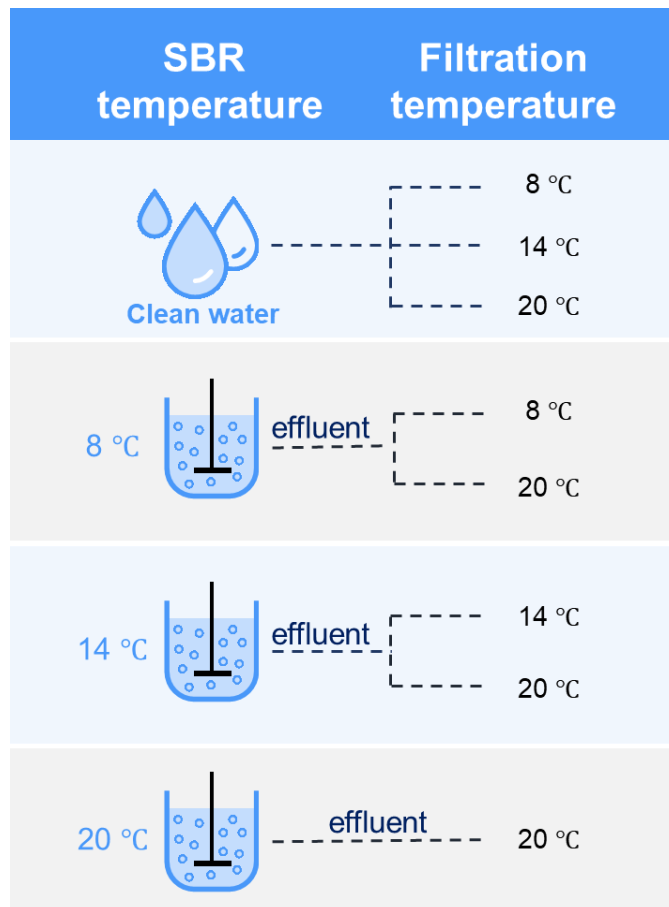 SBR temperature
Filtration temperature
8 ℃
14 ℃
20 ℃
Clean water
8 ℃
effluent
8 ℃
20 ℃
14 ℃
effluent
14 ℃
20 ℃
20 ℃
effluent
20 ℃